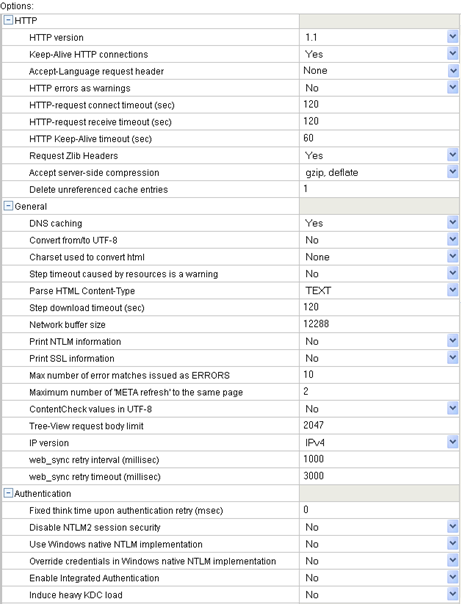 Options:
HTTP
HTTP version 1.1
Keep-Alive HTTP connections Yes
Accept-Language request header None
HTTP errors as warnings No
HTTP-request connect timeout (sec) 120
HTTP-request receive timeout (sec) 120
HTTP Keep-Alive timeout (sec) 60
Request Zlib Headers Yes
Accept server-side compression gzip, deflate
Delete unreferenced cache entries 1
General
DNS caching Yes
Convert from/to UTF-8 No
Charset used to convert html None
Step timeout caused by resources is a warning No
Parse HTML Content-Type TEXT
Step download timeout (sec) 120
Network buffer size 12288
Print NTLM information No
Print SSL information No
Max number of error matches issued as ERRORS 10
Maximum number of 'META refresh' to the same page 2
ContentCheck values in UTF-8 No
Tree-View request body limit 2047
IP version IPv4
web_sync retry interval (millisec) 1000
web_sync retry timeout (millisec) 3000
Authentication
Fixed think time upon authentication retry (msec) 0
Disable NTLM2 session security No
Use Windows native NTLM implementation No
Override credentials in Windows native NTLM implementation No
Enable Integrated Authentication No
Induce heavy KDC load No